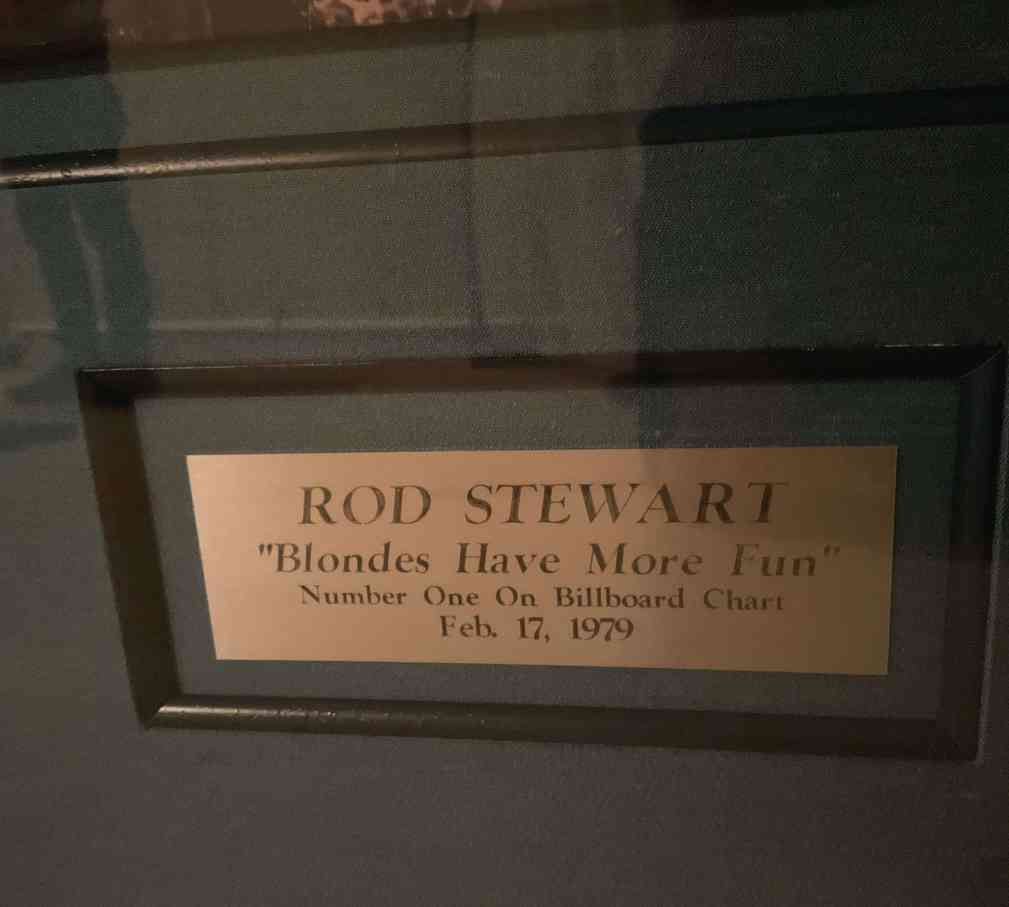 ROD STEWART
"Blondes Have More Fun"
Number One On Billboard Chart
Feb. 17, 1979